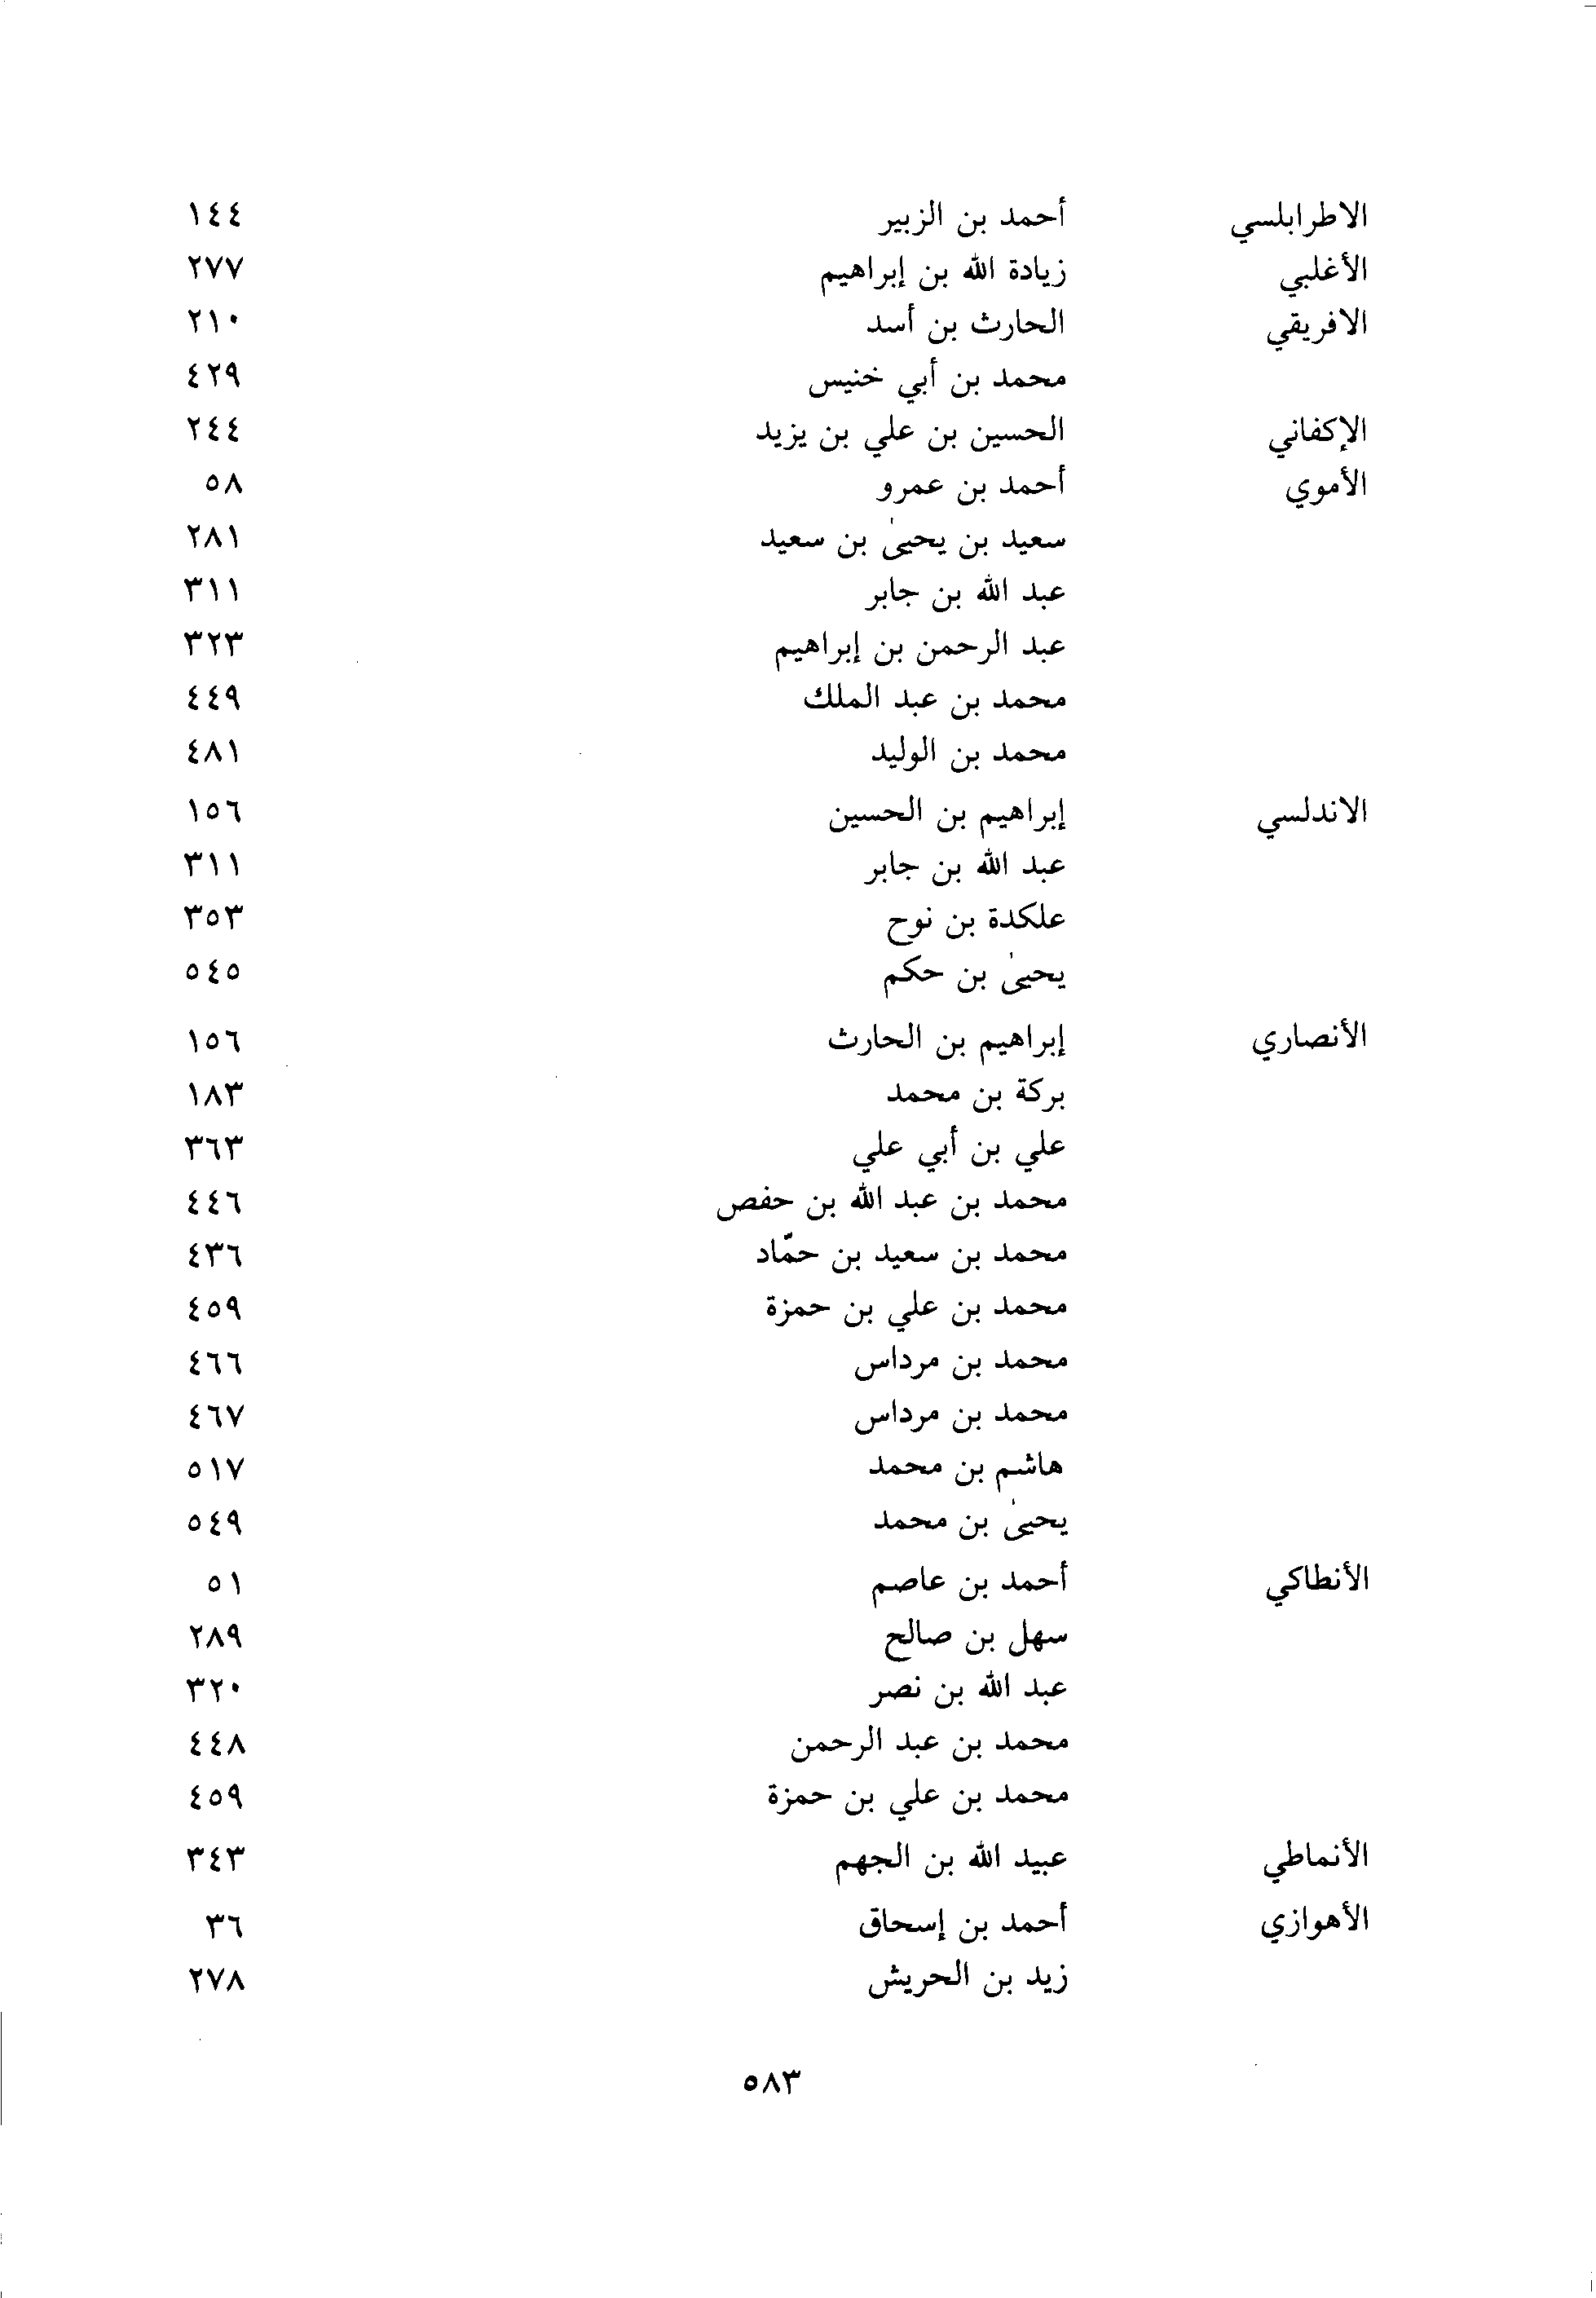 الاطرابلسي أحمد بن الزبير ١٤٤
الأغلبي زيادة الله بن إبراهيم ٢٧٧
الافريقي الحارث بن أسد ٢١٠
محمد بن أبي خنيس ٤٢٩
الإكفاني الحسين بن علي بن يزيد ٢٤٤
الأموي أحمد بن عمرو ٥٨
سعيد بن يحيىٰ بن سعيد ٢٨١
عبد الله بن جابر ٣١١
عبد الرحمن بن إبراهيم ٣٢٣
محمد بن عبد الملك ٤٤٩
محمد بن الوليد ٤٨١
الاندلسي إبراهيم بن الحسين ١٥٦
عبد الله بن جابر ٣١١
علكدة بن نوح ٣٥٣
يحيىٰ بن حكم ٥٤٥
الأنصاري إبراهيم بن الحارث ١٥٦
بركة بن محمد ١٨٣
علي بن أبي علي ٣٦٣
محمد بن عبد الله بن حفص ٤٤٦
محمد بن سعيد بن حمّاد ٤٣٦
محمد بن علي بن حمزة ٤٥٩
محمد بن مرداس ٤٦٦
محمد بن مرداس ٤٦٧
هاشم بن محمد ٥١٧
يحيىٰ بن محمد ٥٤٩
الأنطاكي أحمد بن عاصم ٥١
سهل بن صالح ٢٨٩
عبد الله بن نصر ٣٢٠
محمد بن عبد الرحمن ٤٤٨
محمد بن علي بن حمزة ٤٥٩
الأنماطي عبيد الله بن الجهم ٣٤٣
الأهوازي أحمد بن إسحاق ٣٦
زيد بن الحريش ٢٧٨
٥٨٣